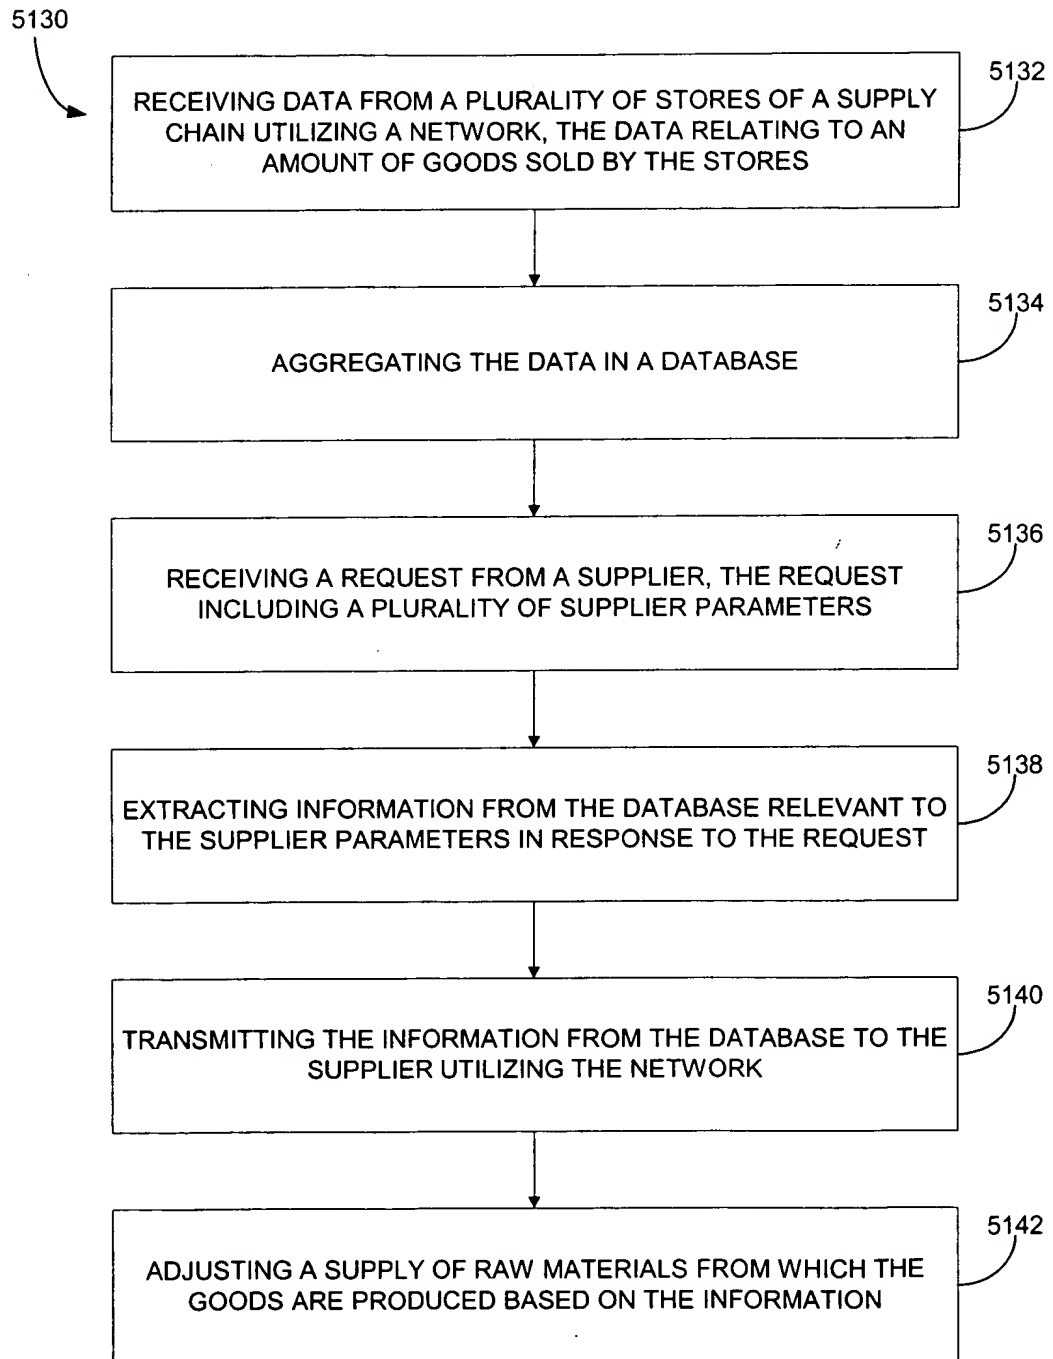 5130
5132
RECEIVING DATA FROM A PLURALITY OF STORES OF A SUPPLY
CHAIN UTILIZING A NETWORK, THE DATA RELATING TO AN
AMOUNT OF GOODS SOLD BY THE STORES
5134
AGGREGATING THE DATA IN A DATABASE
5136
RECEIVING A REQUEST FROM A SUPPLIER, THE REQUEST
INCLUDING A PLURALITY OF SUPPLIER PARAMETERS
5138
EXTRACTING INFORMATION FROM THE DATABASE RELEVANT TO
THE SUPPLIER PARAMETERS IN RESPONSE TO THE REQUEST
5140
TRANSMITTING THE INFORMATION FROM THE DATABASE TO THE
SUPPLIER UTILIZING THE NETWORK
5142
ADJUSTING A SUPPLY OF RAW MATERIALS FROM WHICH THE
GOODS ARE PRODUCED BASED ON THE INFORMATION